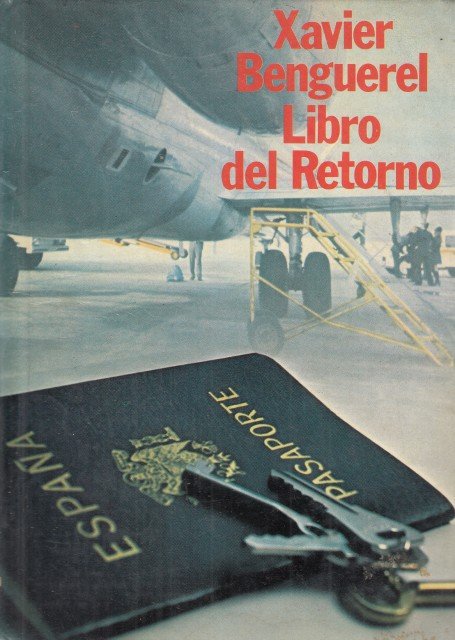 Xavier
Benguerel
Libro
del Retorno
ESPAÑA
PASAPORTE